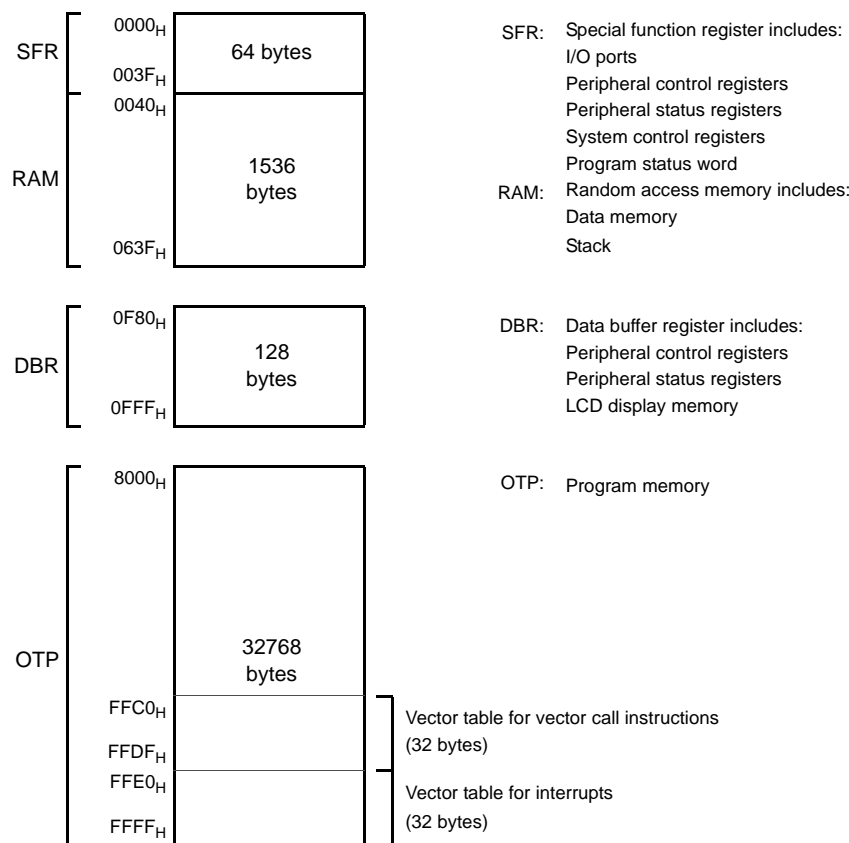 0000H
SFR
64 bytes
003FH
0040H
RAM
1536
bytes
063FH
SFR: Special function register includes:
I/O ports
Peripheral control registers
Peripheral status registers
System control registers
Program status word
RAM: Random access memory includes:
Data memory
Stack
0F80H
DBR
128
bytes
0FFFH
DBR: Data buffer register includes:
Peripheral control registers
Peripheral status registers
LCD display memory
8000H
OTP: Program memory
OTP
32768
bytes
FFC0H
Vector table for vector call instructions
(32 bytes)
FFDFH
FFE0H
Vector table for interrupts
(32 bytes)
FFFFH